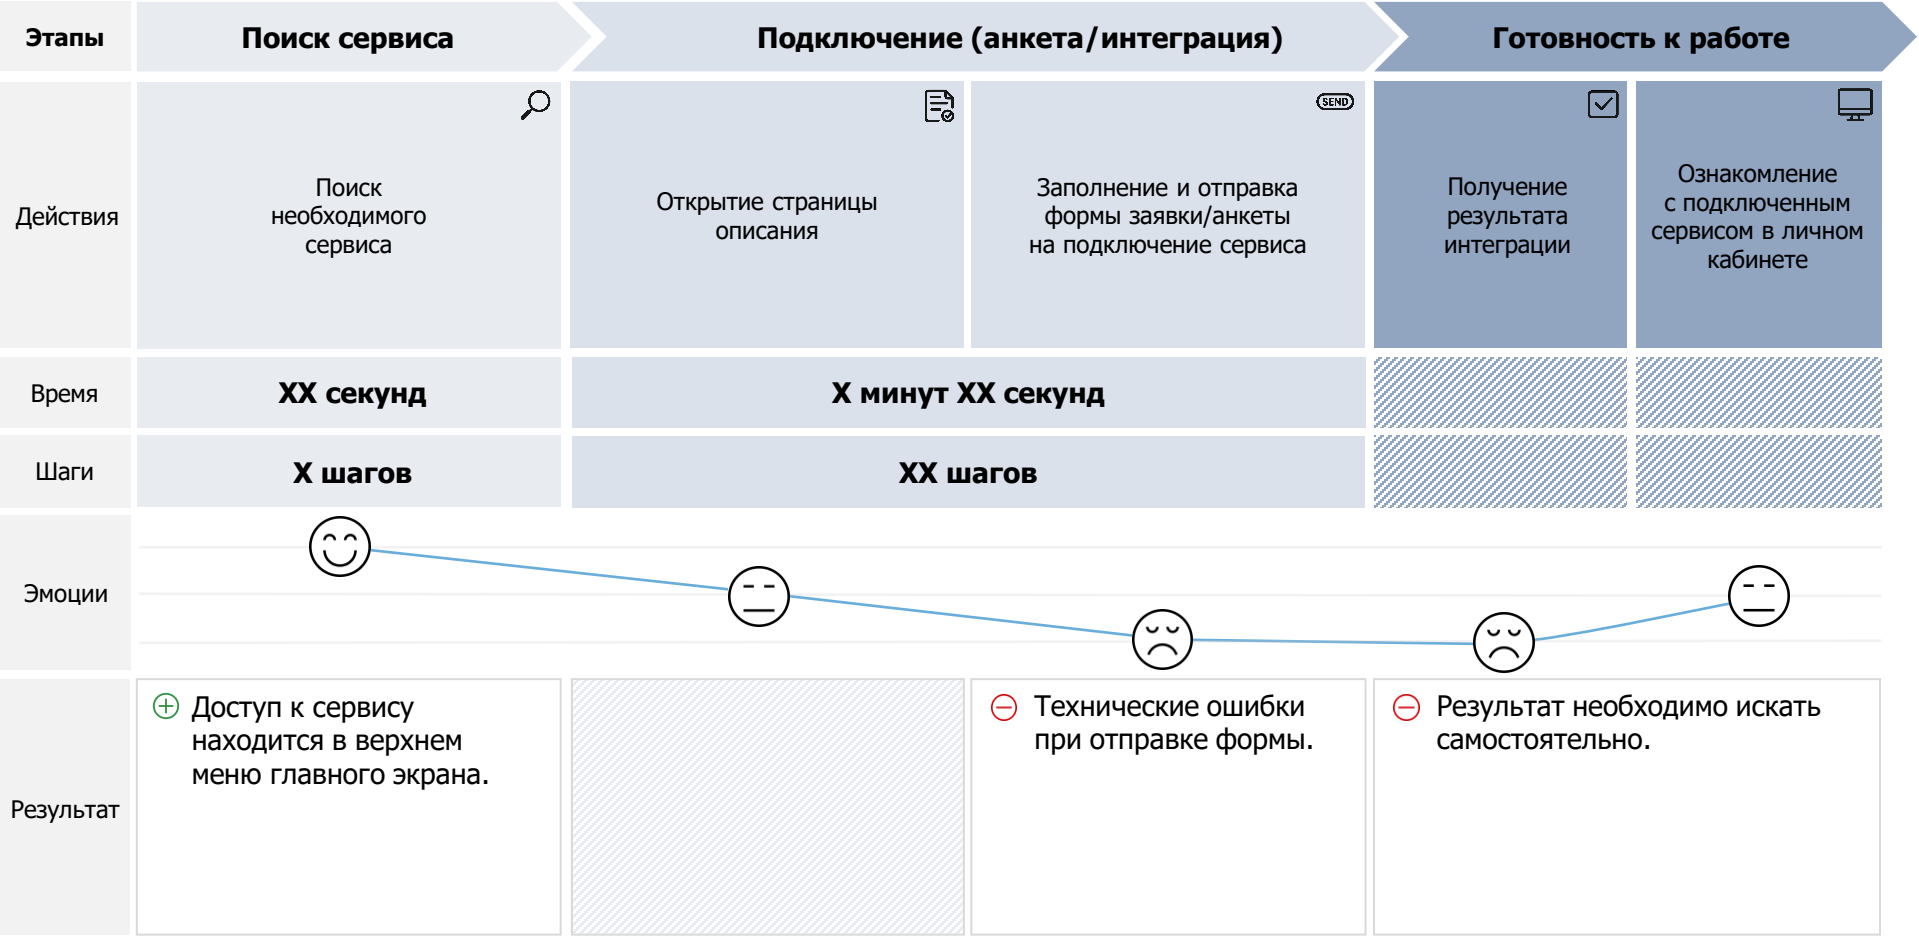 Этапы
Поиск сервиса
Подключение (анкета/интеграция)
Готовность к работе
Действия
Поиск
необходимого
сервиса
Открытие страницы
описания
SEND
Заполнение и отправка
формы заявки/анкеты
на подключение сервиса
Получение
результата
интеграции
Ознакомление
с подключенным
сервисом в личном
кабинете
Время
XX секунд
X минут XX секунд
Шаги
X шагов
XX шагов
Эмоции
Результат
Доступ к сервису
находится в верхнем
меню главного экрана.
Технические ошибки
при отправке формы.
Результат необходимо искать
самостоятельно.